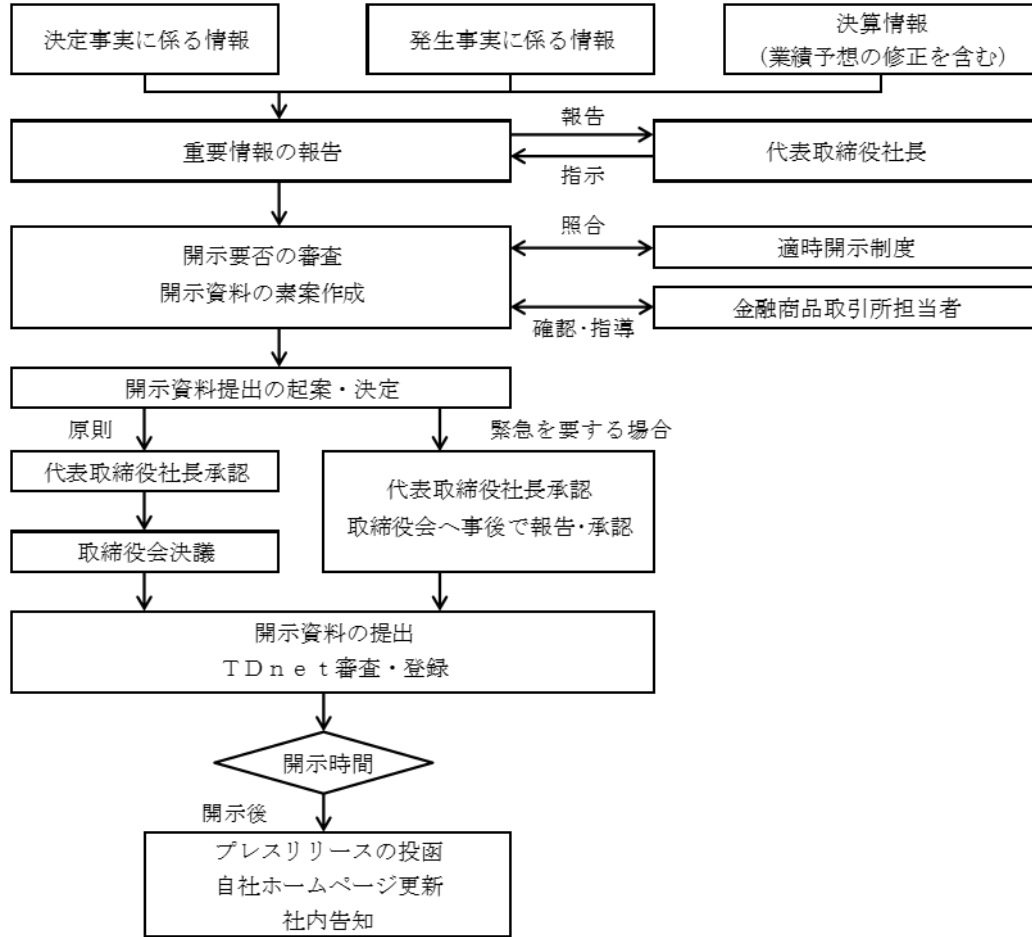 決定事実に係る情報
発生事実に係る情報
決算情報
（業績予想の修正を含む）
重要情報の報告
報告
指示
代表取締役社長
開示要否の審査
開示資料の素案作成
照合
適時開示制度
確認・指導
金融商品取引所担当者
開示資料提出の起案・決定
原則
緊急を要する場合
代表取締役社長承認
取締役会決議
代表取締役社長承認
取締役会へ事後で報告・承認
開示資料の提出
ＴＤｎｅｔ審査・登録
開示時間
開示後
プレスリリースの投函
自社ホームページ更新
社内告知